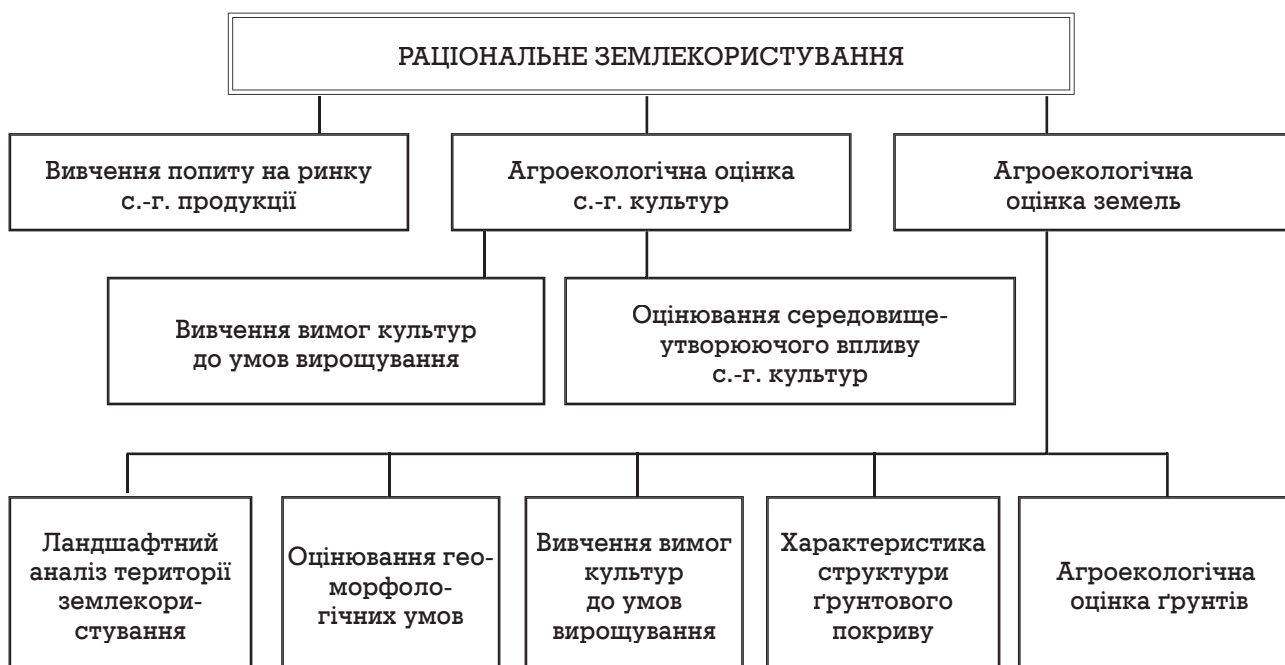 РАЦІОНАЛЬНЕ ЗЕМЛЕКОРИСТУВАННЯ
Вивчення попиту на ринку
с.-г. продукції
Агроекологічна оцінка
с.-г. культур
Агроекологічна
оцінка земель
Вивчення вимог культур
до умов вирощування
Оцінювання середовище-
утворюючого впливу
с.-г. культур
Ландшафтний
аналіз території
землекори-
стування
Оцінювання гео-
морфоло-
гічних умов
Вивчення вимог
культур
до умов
вирощування
Характеристика
структури
ґрунтового
покриву
Агроекологічна
оцінка ґрунтів